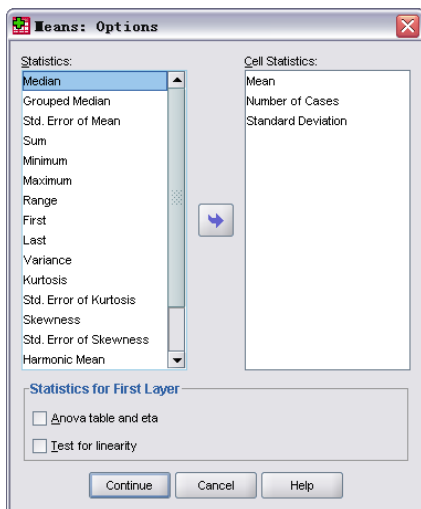 Means: Options
Statistics:
Median
Grouped Median
Std. Error of Mean
Sum
Minimum
Maximum
Range
First
Last
Variance
Kurtosis
Std. Error of Kurtosis
Skewness
Std. Error of Skewness
Harmonic Mean
Cell Statistics:
Mean
Number of Cases
Standard Deviation
Statistics for First Layer
Anova table and eta
Test for linearity
Continue
Cancel
Help